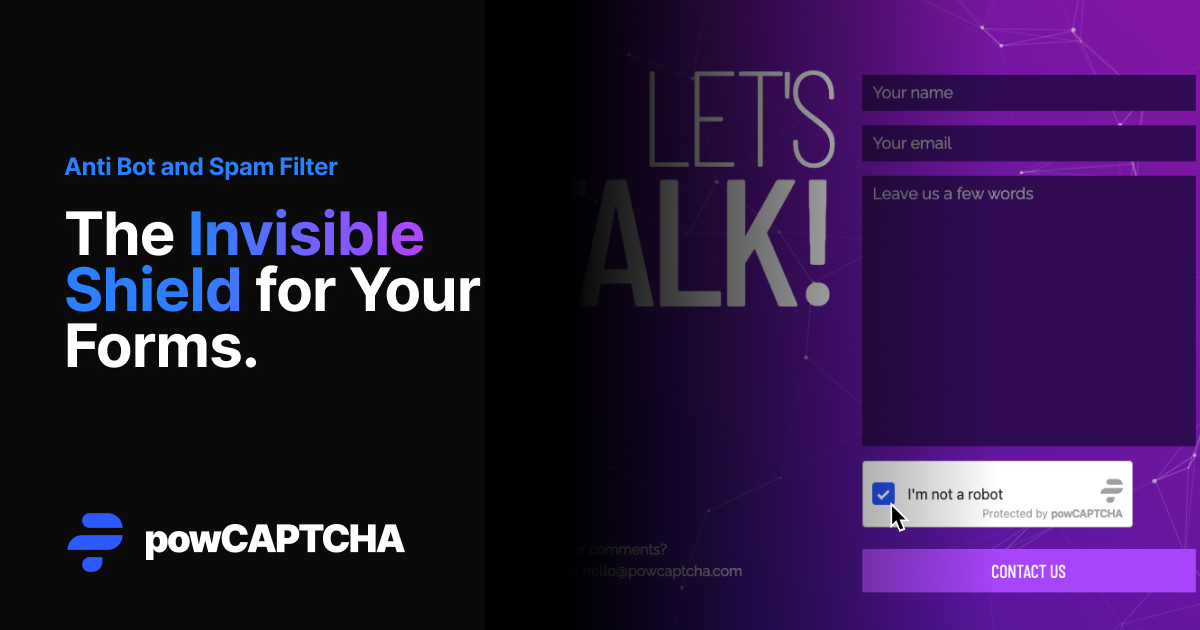 Anti Bot and Spam Filter
The Invisible
Shield for Your
Forms.
powCAPTCHA
LET'S
TALK!
or comments?
hello@powcaptcha.com
Your name
Your email
Leave us a few words
I'm not a robot
Protected by powCAPTCHA
CONTACT US